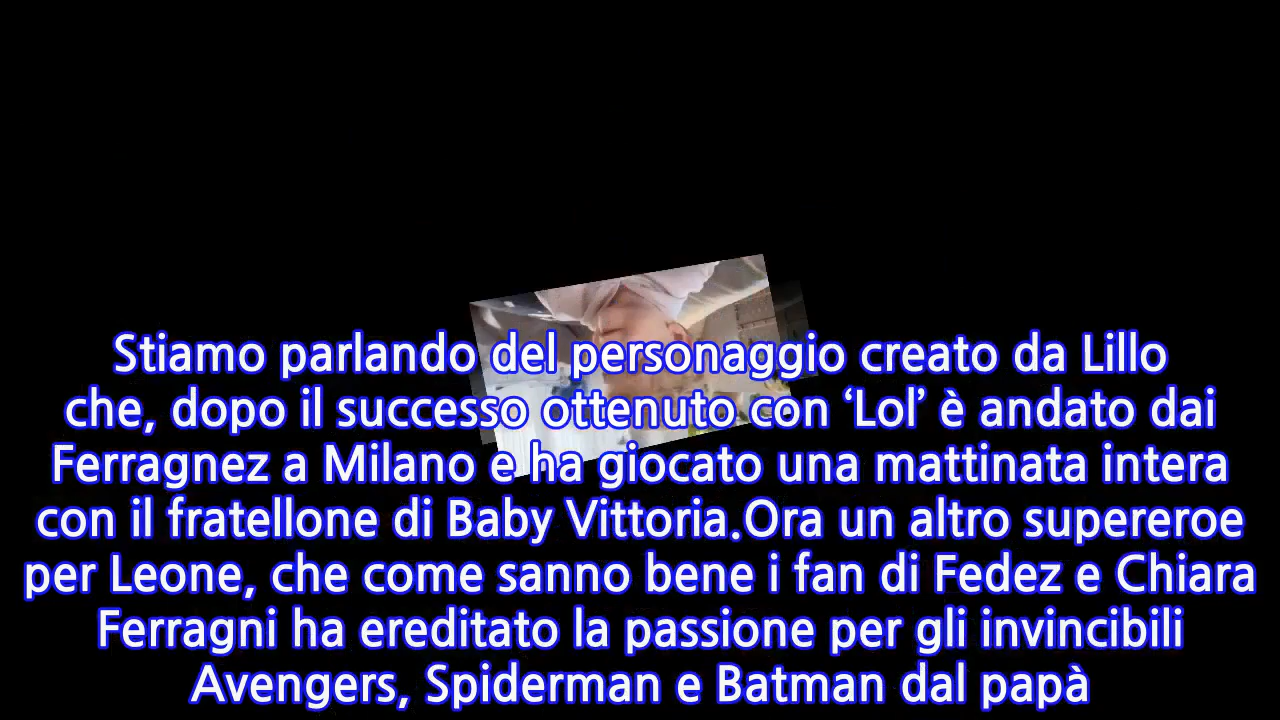 Stiamo parlando del personaggio creato da Lillo
che, dopo il successo ottenuto con ‘Lol’ è andato dai
Ferragnez a Milano e ha giocato una mattinata intera
con il fratellone di Baby Vittoria.Ora un altro supereroe
per Leone, che come sanno bene i fan di Fedez e Chiara
Ferragni ha ereditato la passione per gli invincibili
Avengers, Spiderman e Batman dal papà